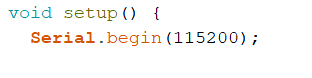 void setup() {
  Serial.begin(115200);